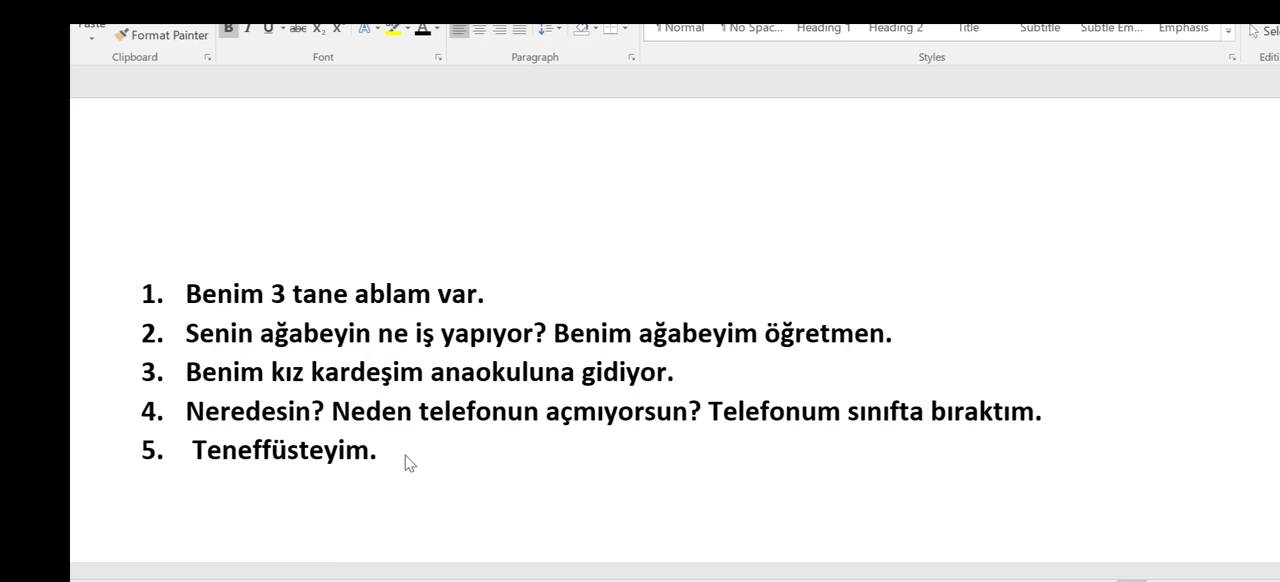 Format Painter
B I U abc X₂ X A A
¶ Normal ¶ No Spac... Heading 1 Heading 2 Title Subtitle Subtle Em... Emphasis
Clipboard Font Paragraph Styles
1. Benim 3 tane ablam var.
2. Senin ağabeyin ne iş yapıyor? Benim ağabeyim öğretmen.
3. Benim kız kardeşim anaokuluna gidiyor.
4. Neredesin? Neden telefonun açmıyorsun? Telefonum sınıfta bıraktım.
5. Teneffüsteyim.